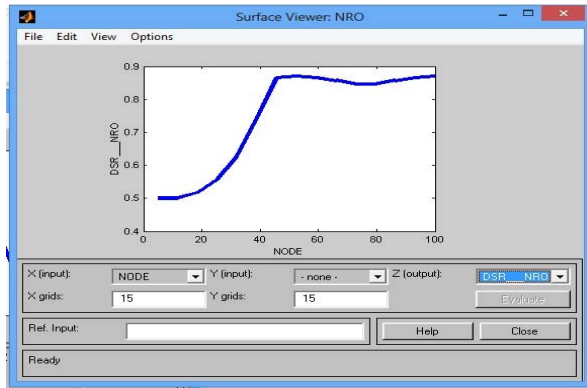 Surface Viewer: NRO
File Edit View Options
0.9
0.8
0.7
0.6
0.5
0.4
DSR__NRO
0 20 40 60 80 100
NODE
X (input): NODE Y (input): - none - Z (output): DSR__NRO
X grids: 15 Y grids: 15 Evaluate
Ref. Input: Help Close
Ready